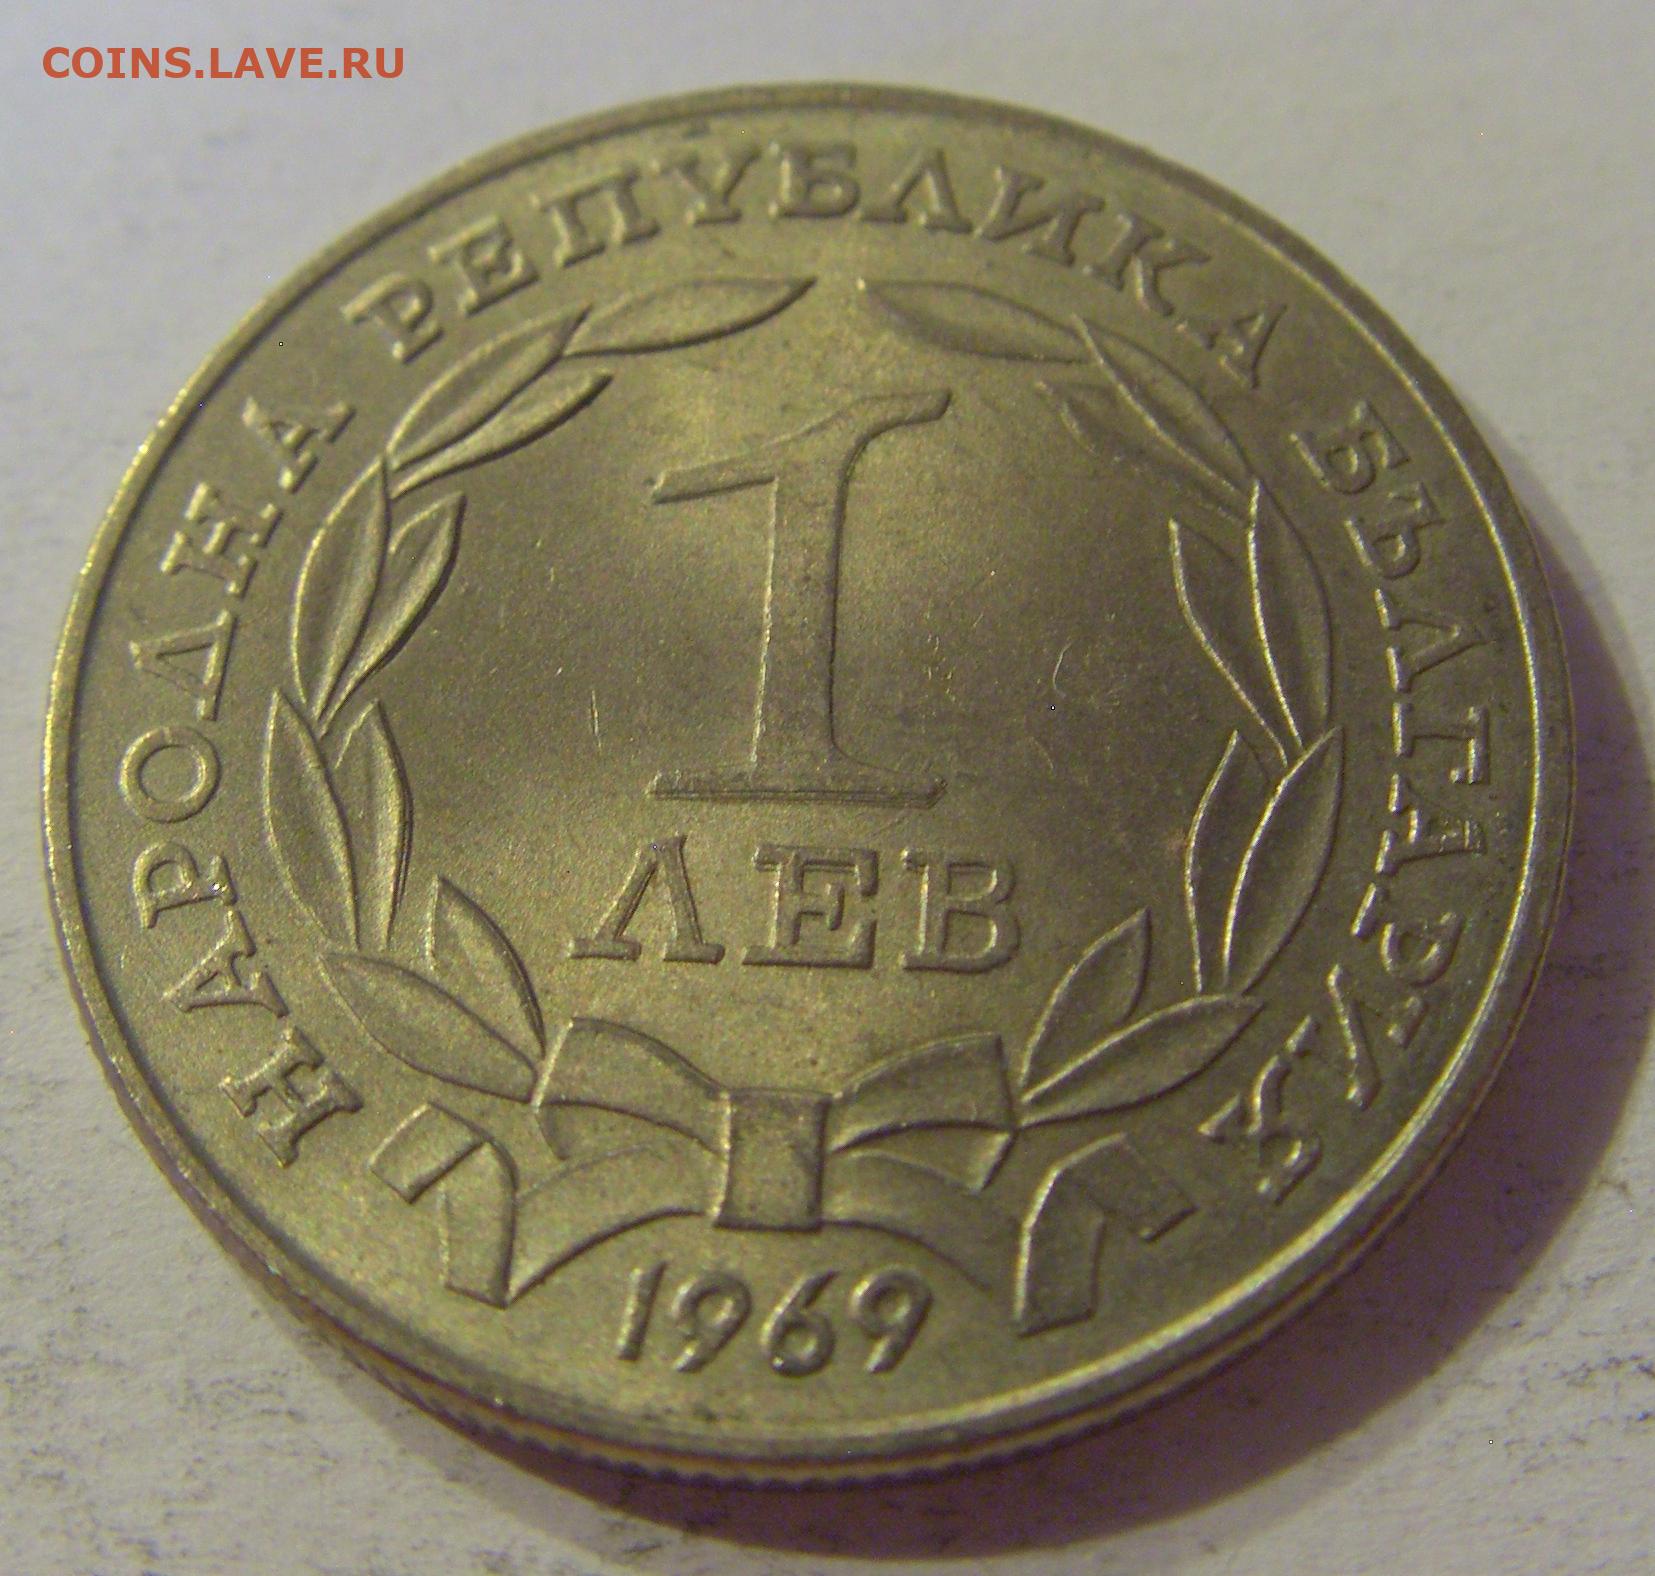 COINS.LAVE.RU
НАРОДНА РЕПУБЛИКА БЪЛГАРИЯ
1
ЛЕВ
1969